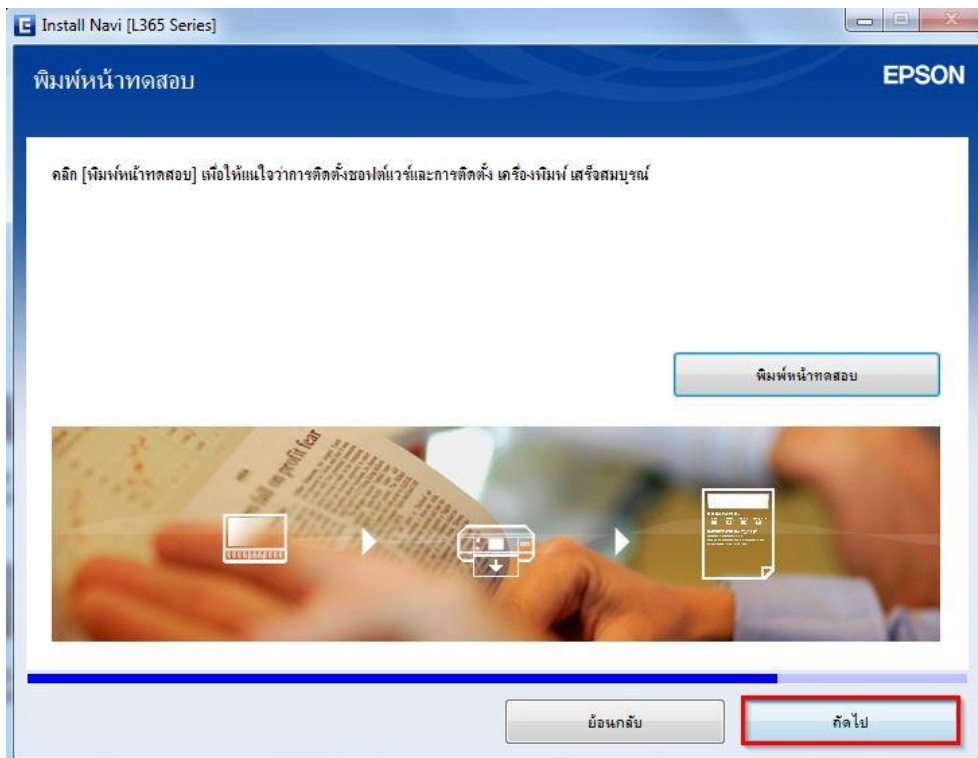 Install Navi [L365 Series]
พิมพ์หน้าทดสอบ
EPSON
คลิก [พิมพ์หน้าทดสอบ] เพื่อให้แน่ใจว่าการติดตั้งซอฟต์แวร์และการติดตั้ง เครื่องพิมพ์ เสร็จสมบูรณ์
พิมพ์หน้าทดสอบ
fall on profit fear
ย้อนกลับ
ถัดไป